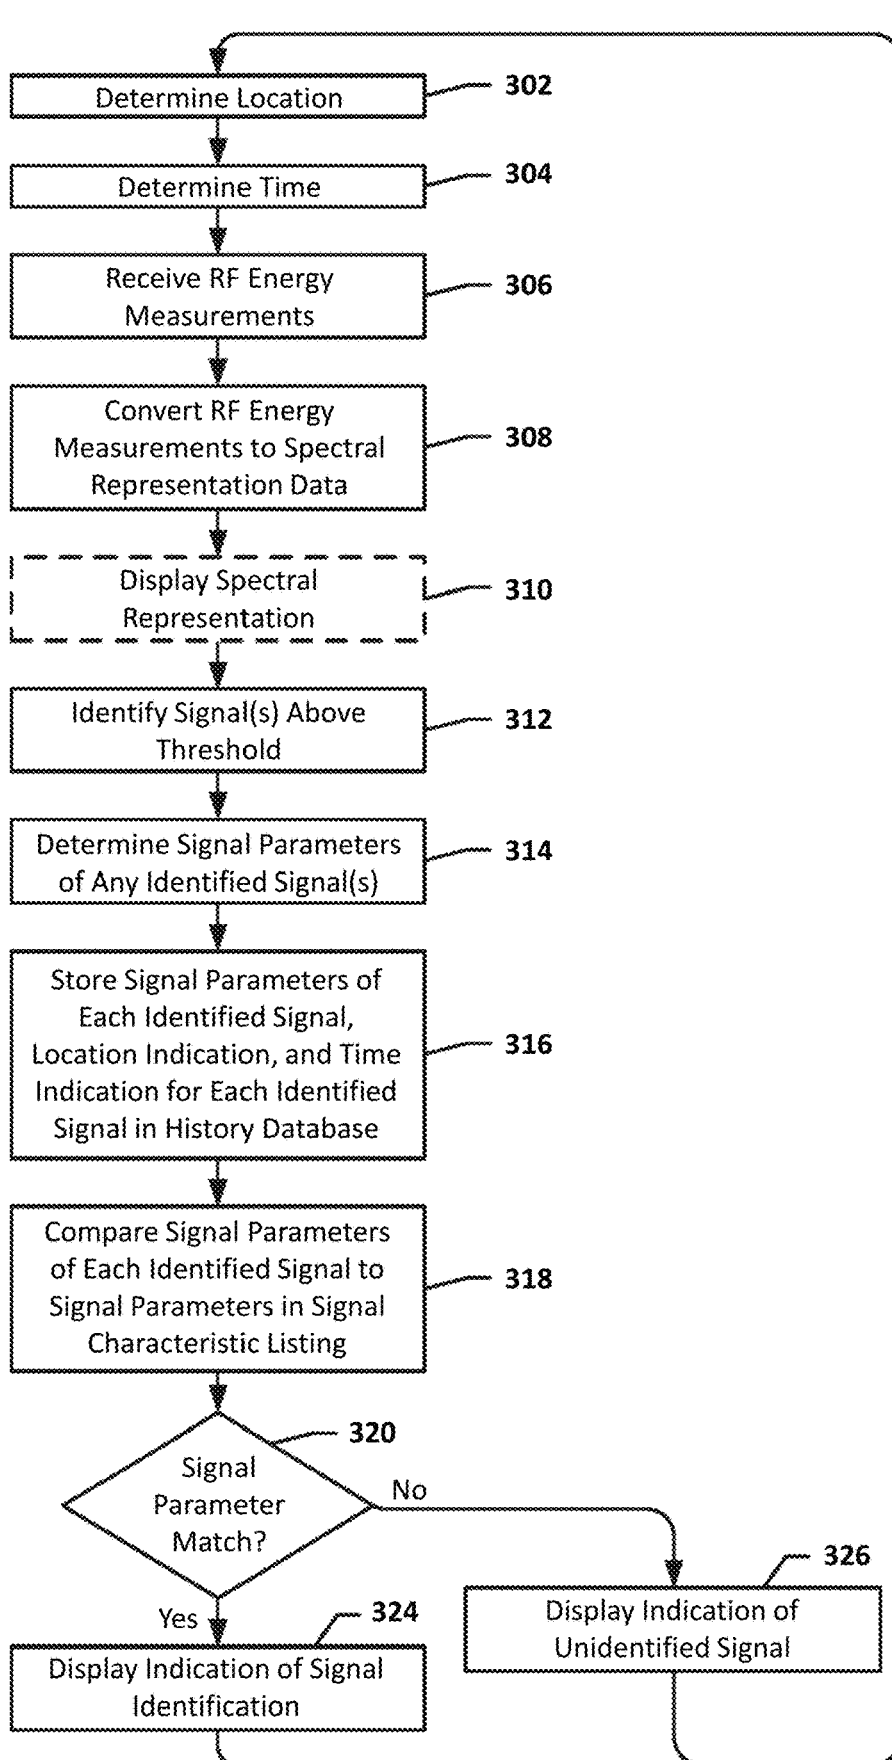 Determine Location
302
Determine Time
304
Receive RF Energy
Measurements
306
Convert RF Energy
Measurements to Spectral
Representation Data
308
Display Spectral
Representation
310
Identify Signal(s) Above
Threshold
312
Determine Signal Parameters
of Any Identified Signal(s)
314
Store Signal Parameters of
Each Identified Signal,
Location Indication, and Time
Indication for Each Identified
Signal in History Database
316
Compare Signal Parameters
of Each Identified Signal to
Signal Parameters in Signal
Characteristic Listing
318
320
Signal
Parameter
Match?
No
Yes
324
Display Indication of Signal
Identification
326
Display Indication of
Unidentified Signal